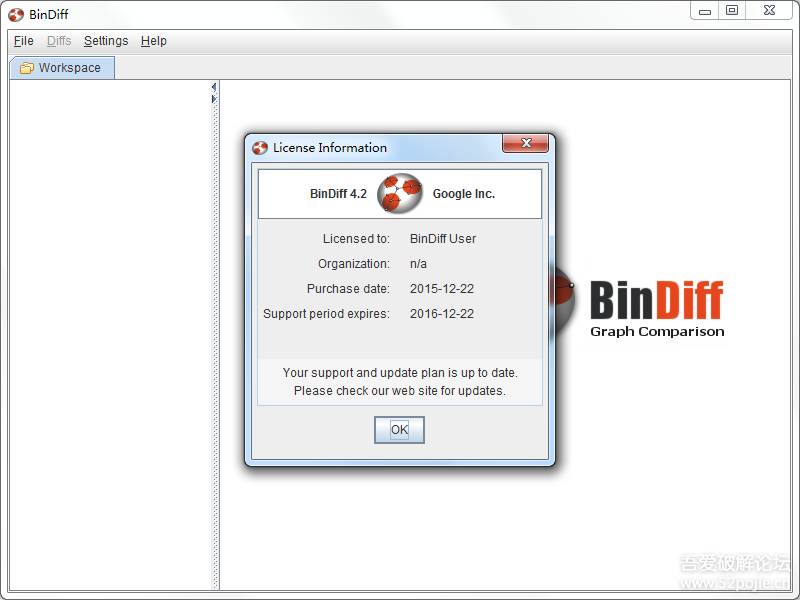 BinDiff
File Diffs Settings Help
Workspace
License Information
BinDiff 4.2 Google Inc.
Licensed to: BinDiff User
Organization: n/a
Purchase date: 2015-12-22
Support period expires: 2016-12-22
Your support and update plan is up to date.
Please check our web site for updates.
OK
BinDiff
Graph Comparison
吾爱破解论坛
www.52pojie.cn